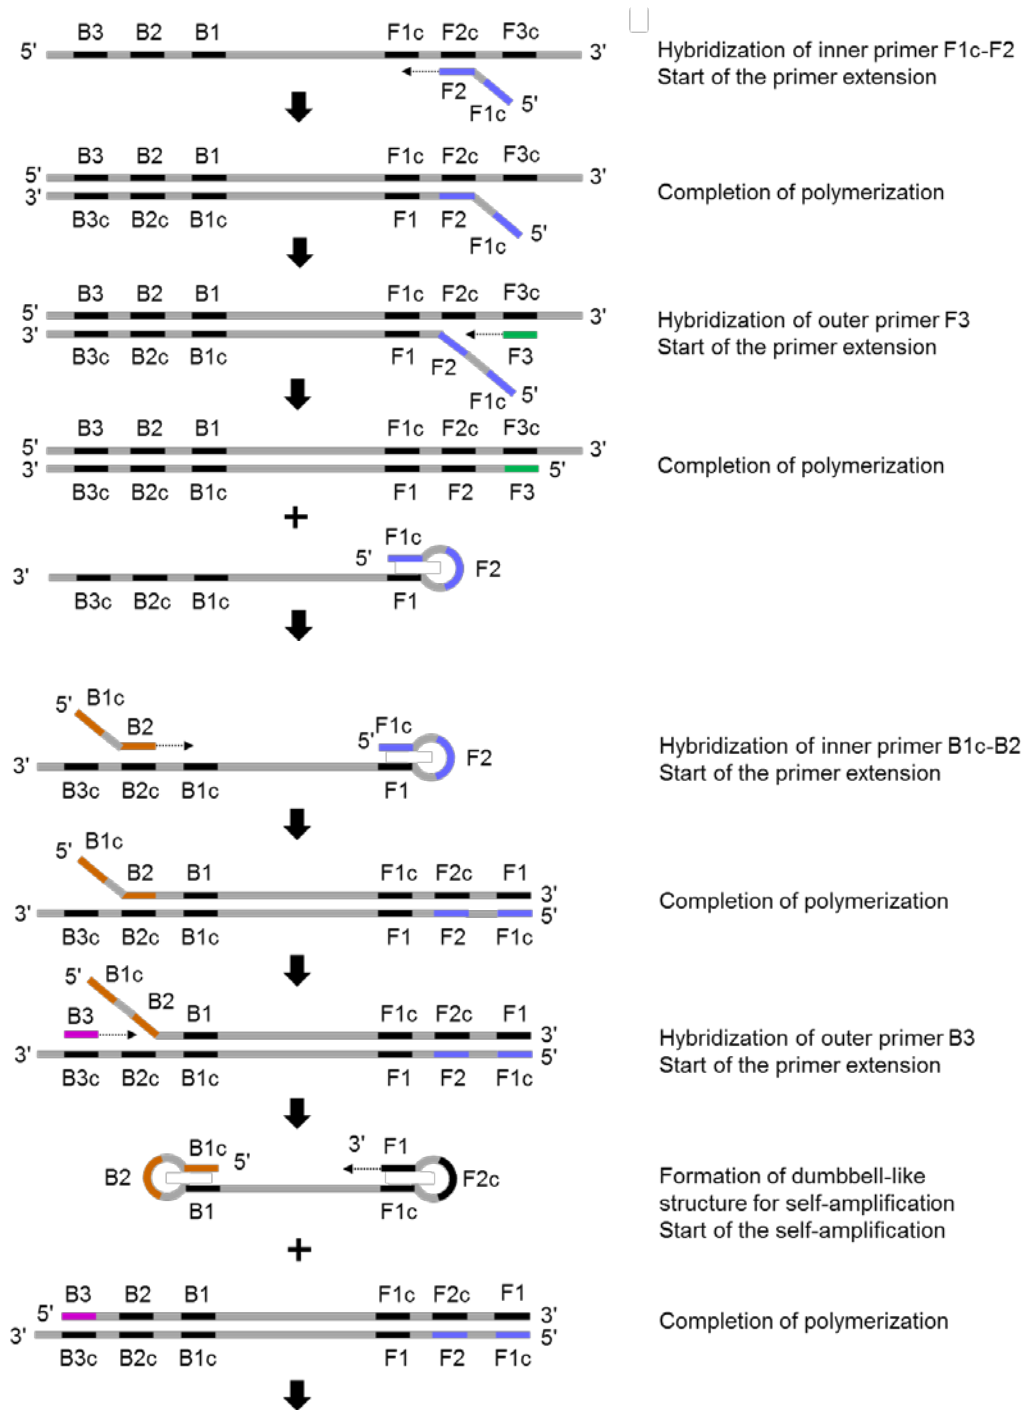 B3 B2 B1 F1c F2c F3c
5' 3'
Hybridization of inner primer F1c-F2
Start of the primer extension
F2
F1c 5'
B3 B2 B1 F1c F2c F3c
5' 3'
3'
Completion of polymerization
B3c B2c B1c F1 F2
F1c 5'
B3 B2 B1 F1c F2c F3c
5' 3'
3'
Hybridization of outer primer F3
Start of the primer extension
B3c B2c B1c F1 F2 F3
F1c 5'
B3 B2 B1 F1c F2c F3c
5' 3'
3' 5'
Completion of polymerization
B3c B2c B1c F1 F2 F3
+
F1c
5'
F2
3'
B3c B2c B1c F1
5' B1c
B2
F1c
5'
F2
3'
Hybridization of inner primer B1c-B2
Start of the primer extension
B3c B2c B1c F1
B1c
5'
B2 B1 F1c F2c F1
3'
3' 5'
Completion of polymerization
B3c B2c B1c F1 F2 F1c
5' B1c
B3 B2 B1 F1c F2c F1
3'
3' 5'
Hybridization of outer primer B3
Start of the primer extension
B3c B2c B1c F1 F2 F1c
B1c 5' 3' F1
B2 F2c
B1 F1c
Formation of dumbbell-like
structure for self-amplification
Start of the self-amplification
+
B3 B2 B1 F1c F2c F1
5' 3'
3' 5'
Completion of polymerization
B3c B2c B1c F1 F2 F1c